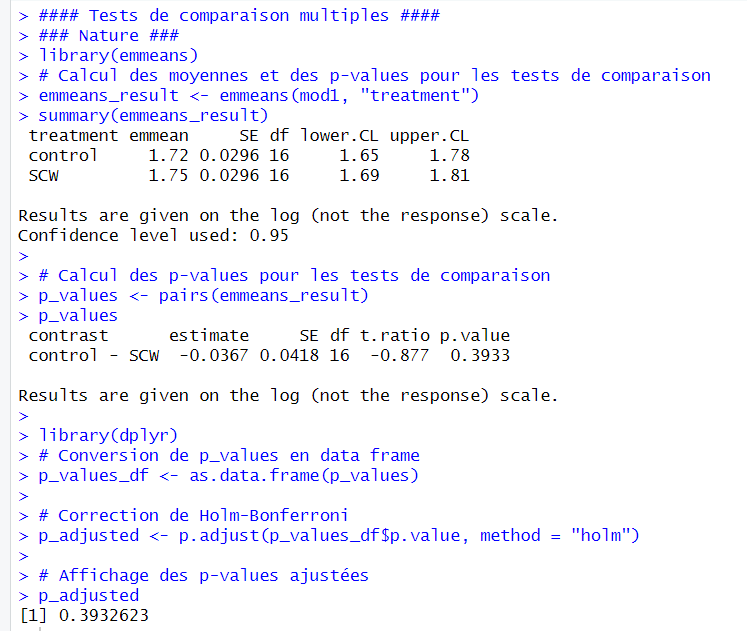 > #### Tests de comparaison multiples ####
> ### Nature ###
> library(emmeans)
> # Calcul des moyennes et des p-values pour les tests de comparaison
> emmeans_result <- emmeans(mod1, "treatment")
> summary(emmeans_result)
 treatment emmean     SE df lower.CL upper.CL
 control     1.72 0.0296 16     1.65     1.78
 SCW         1.75 0.0296 16     1.69     1.81

Results are given on the log (not the response) scale.
Confidence level used: 0.95
>
> # Calcul des p-values pour les tests de comparaison
> p_values <- pairs(emmeans_result)
> p_values
 contrast      estimate     SE df t.ratio p.value
 control - SCW  -0.0367 0.0418 16  -0.877  0.3933

Results are given on the log (not the response) scale.
>
> library(dplyr)
> # Conversion de p_values en data frame
> p_values_df <- as.data.frame(p_values)
>
> # Correction de Holm-Bonferroni
> p_adjusted <- p.adjust(p_values_df$p.value, method = "holm")
>
> # Affichage des p-values ajustées
> p_adjusted
[1] 0.3932623